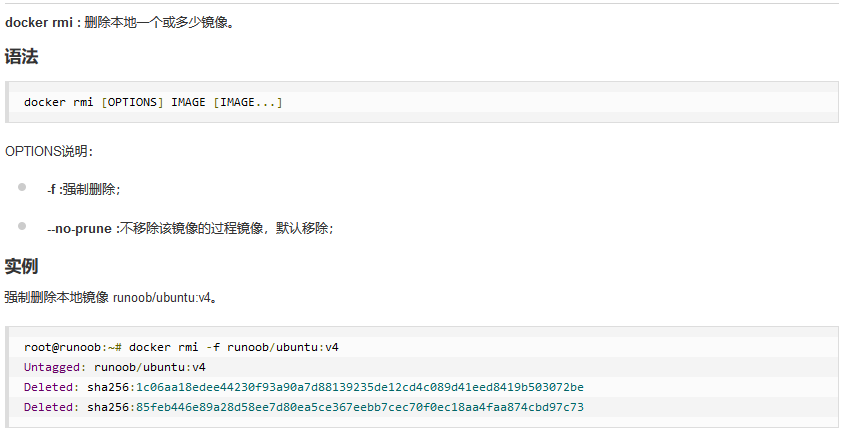 docker rmi : 删除本地一个或多少镜像。
语法
docker rmi [OPTIONS] IMAGE [IMAGE...]
OPTIONS说明：
-f :强制删除；
--no-prune :不移除该镜像的过程镜像，默认移除；
实例
强制删除本地镜像 runoob/ubuntu:v4。
root@runoob:~# docker rmi -f runoob/ubuntu:v4
Untagged: runoob/ubuntu:v4
Deleted: sha256:1c06aa18edee44230f93a90a7d88139235de12cd4c089d41eed8419b503072be
Deleted: sha256:85feb446e89a28d58ee7d80ea5ce367eebb7cec70f0ec18aa4faa874cbd97c73